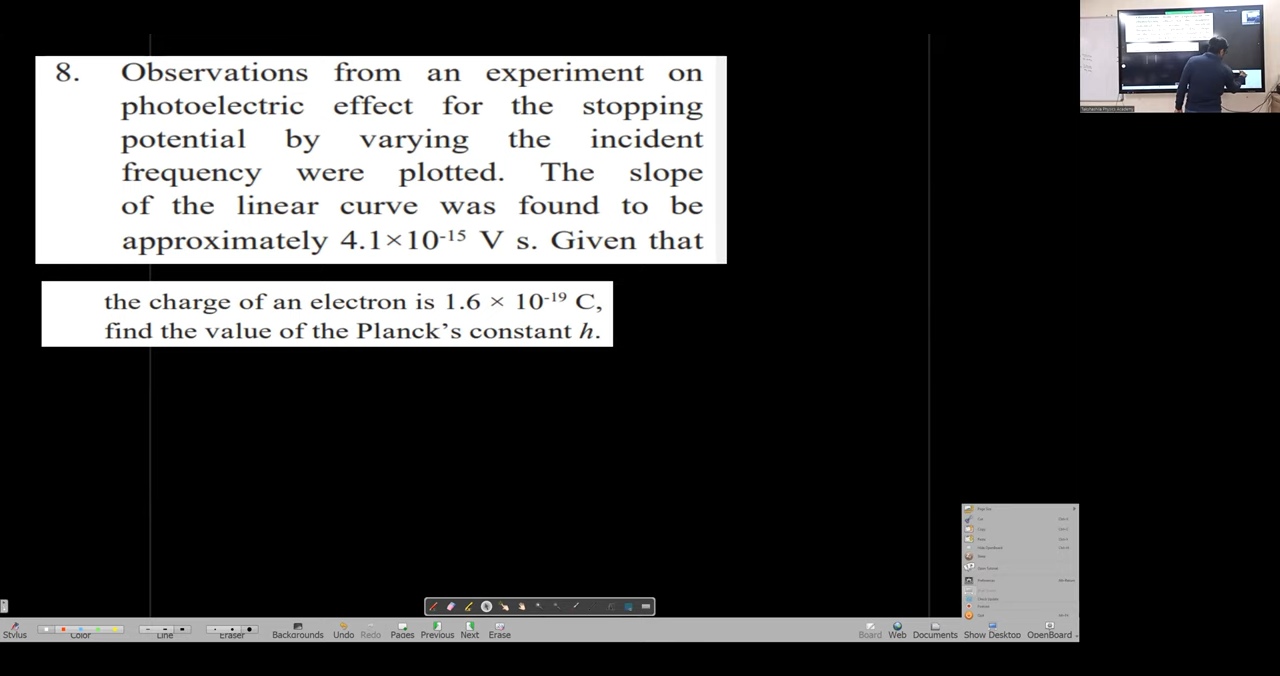 8. Observations from an experiment on
photoelectric effect for the stopping
potential by varying the incident
frequency were plotted. The slope
of the linear curve was found to be
approximately 4.1×10⁻¹⁵ V s. Given that
the charge of an electron is 1.6 × 10⁻¹⁹ C,
find the value of the Planck's constant h.
Stylus Color Line Eraser Backgrounds Undo Redo Pages Previous Next Erase Board Web Documents Show Desktop OpenBoard